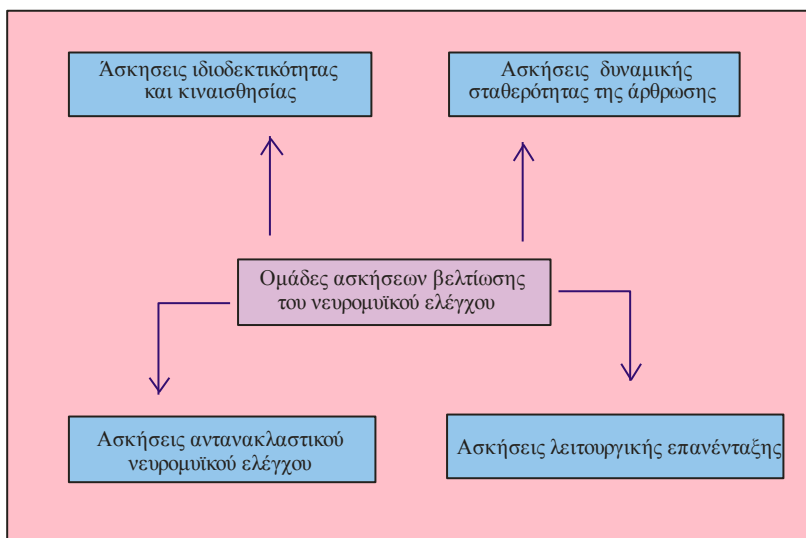 Άσκησεις ιδιοδεκτικότητας
και κιναισθησίας
Ασκήσεις δυναμικής
σταθερότητας της άρθρωσης
Ομάδες ασκήσεων βελτίωσης
του νευρομυϊκού ελέγχου
Ασκήσεις αντανακλαστικού
νευρομυϊκού ελέγχου
Ασκήσεις λειτουργικής επανένταξης